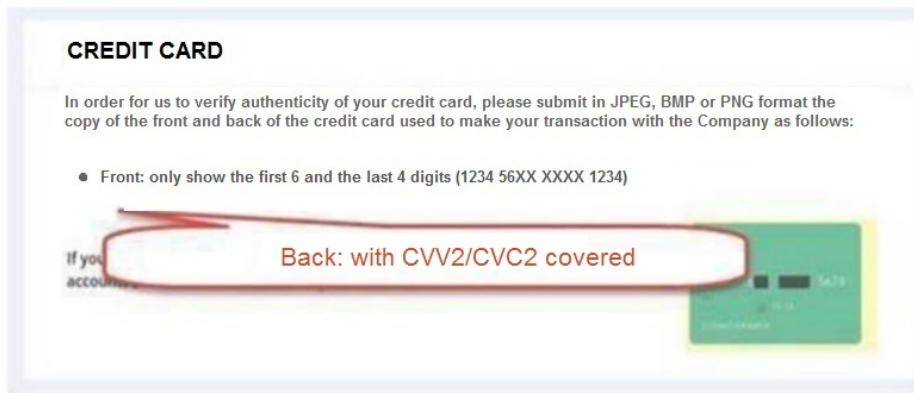 CREDIT CARD
In order for us to verify authenticity of your credit card, please submit in JPEG, BMP or PNG format the
copy of the front and back of the credit card used to make your transaction with the Company as follows:
Front: only show the first 6 and the last 4 digits (1234 56XX XXXX 1234)
Back: with CVV2/CVC2 covered
If you
5678